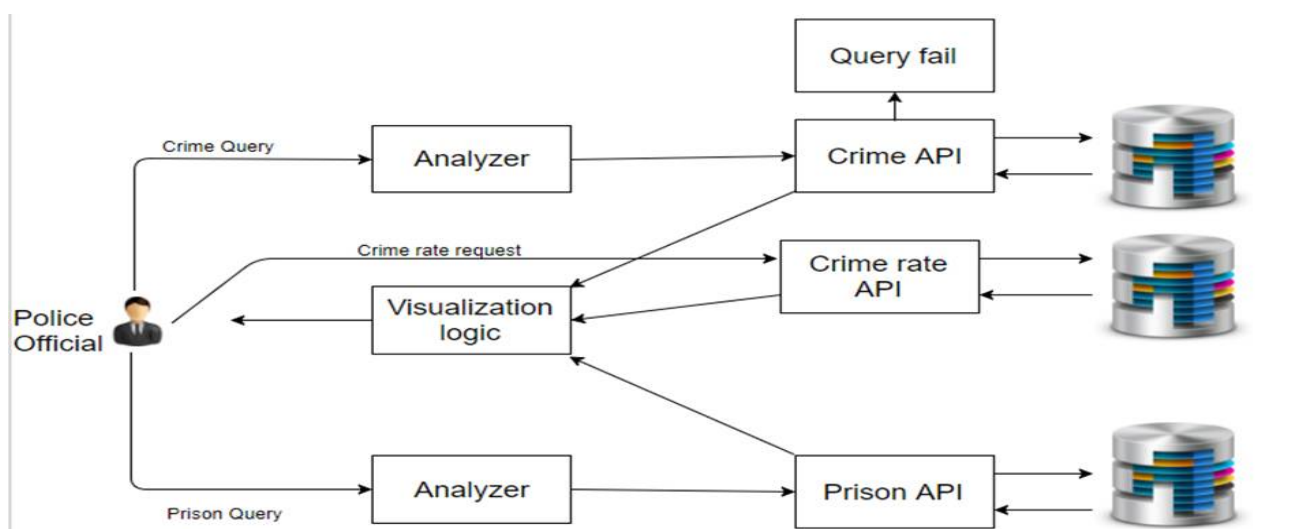 Query fail
Crime Query
Analyzer
Crime API
Crime rate request
Crime rate
API
Police
Official
Visualization
logic
Analyzer
Prison API
Prison Query